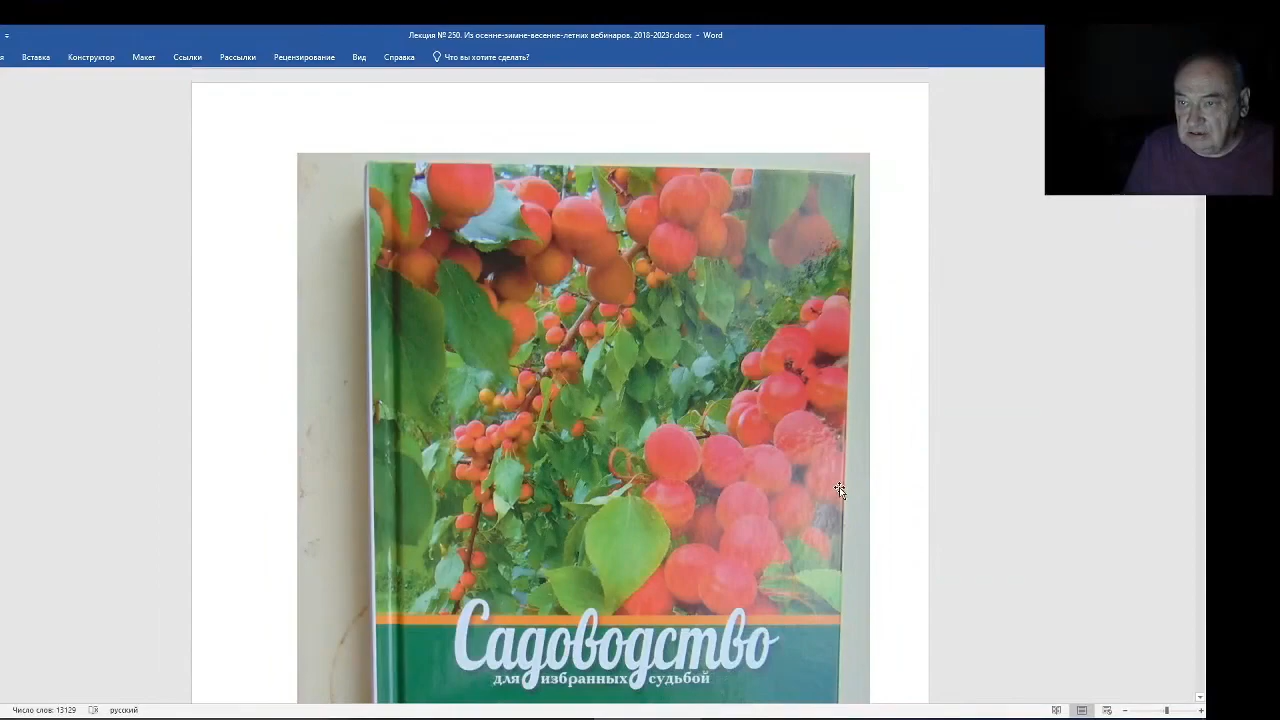 Лекция № 250. Из осенне-зимне-весенне-летних вебинаров. 2018-2023г.docx - Word
я Вставка Конструктор Макет Ссылки Рассылки Рецензирование Вид Справка Что вы хотите сделать?
Садоводство
для избранных судьбой
Число слов: 13129 русский